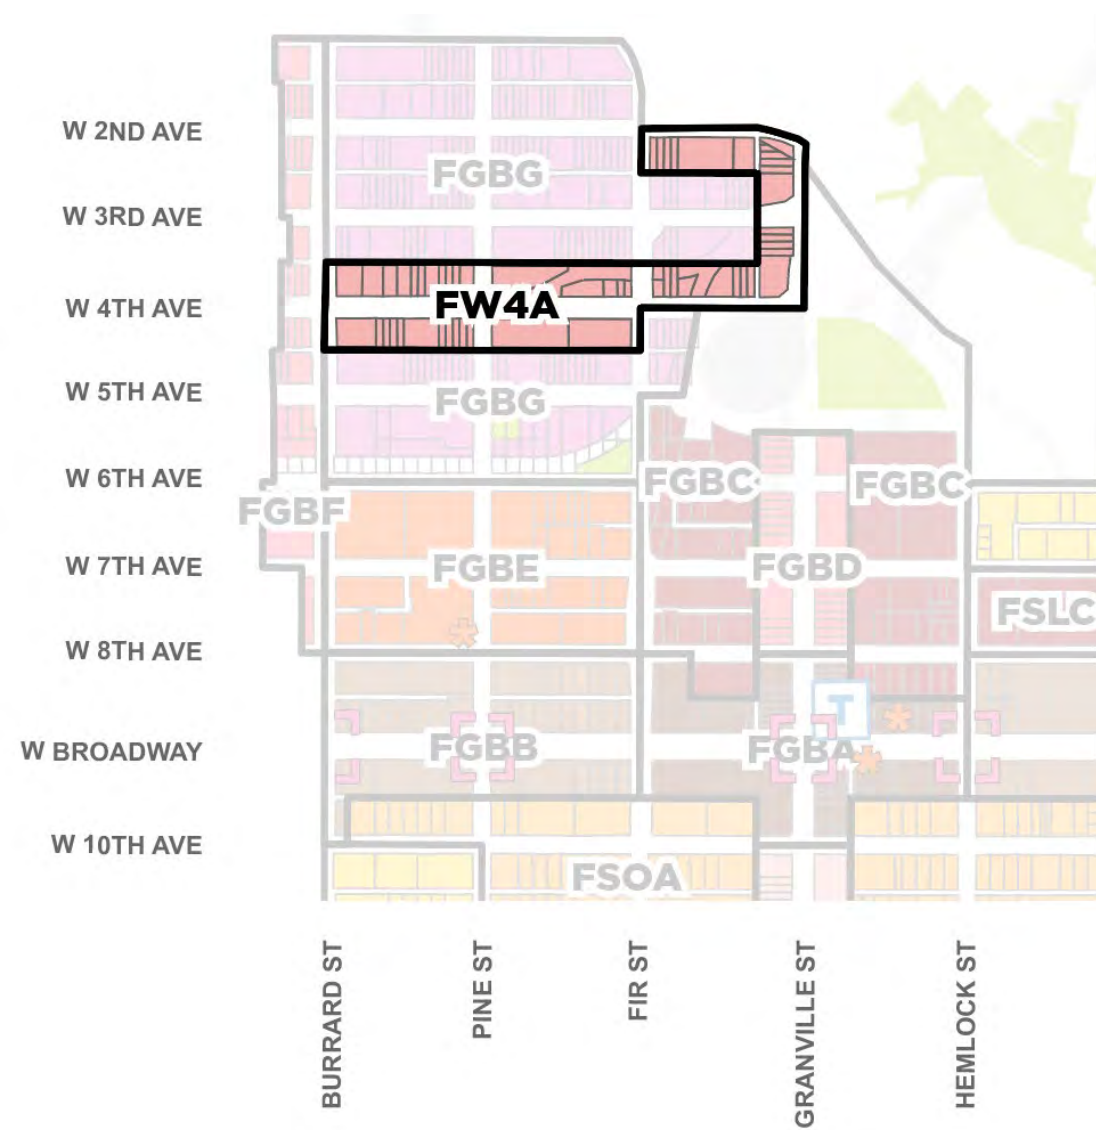 W 2ND AVE
FGBG
W 3RD AVE
W 4TH AVE
FW4A
W 5TH AVE
FGBG
W 6TH AVE
FGBC
FGBC
FGBF
W 7TH AVE
FGBE
FGBD
FSLC
W 8TH AVE
T
W BROADWAY
FGBB
FGBA
W 10TH AVE
FSOA
BURRARD ST
PINE ST
FIR ST
GRANVILLE ST
HEMLOCK ST